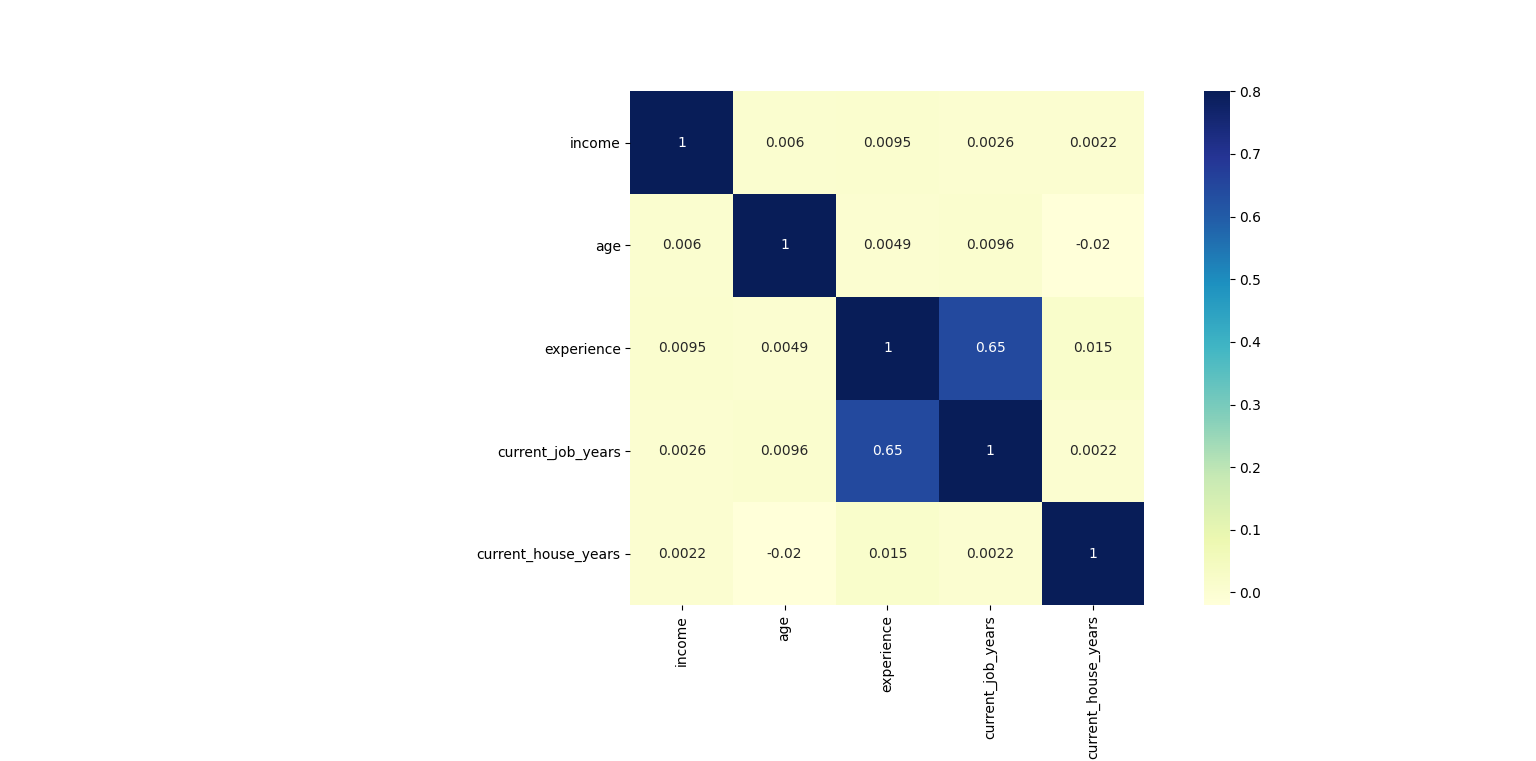 income 1 0.006 0.0095 0.0026 0.0022
age 0.006 1 0.0049 0.0096 -0.02
experience 0.0095 0.0049 1 0.65 0.015
current_job_years 0.0026 0.0096 0.65 1 0.0022
current_house_years 0.0022 -0.02 0.015 0.0022 1
income
age
experience
current_job_years
current_house_years
0.8
0.7
0.6
0.5
0.4
0.3
0.2
0.1
0.0